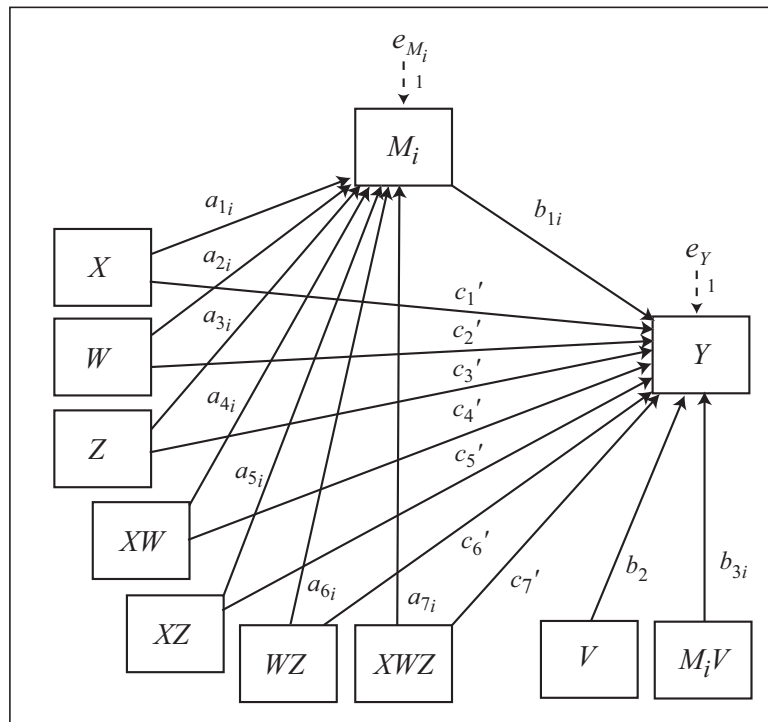 e_{M_i}
1
M_i
a_{1i}
b_{1i}
X
a_{2i}
e_Y
1
c_1′
a_{3i}
W
c_2′
Y
c_3′
a_{4i}
c_4′
Z
c_5′
a_{5i}
XW
c_6′
b_2
b_{3i}
a_{6i}
a_{7i}
c_7′
XZ
WZ
XWZ
V
M_iV